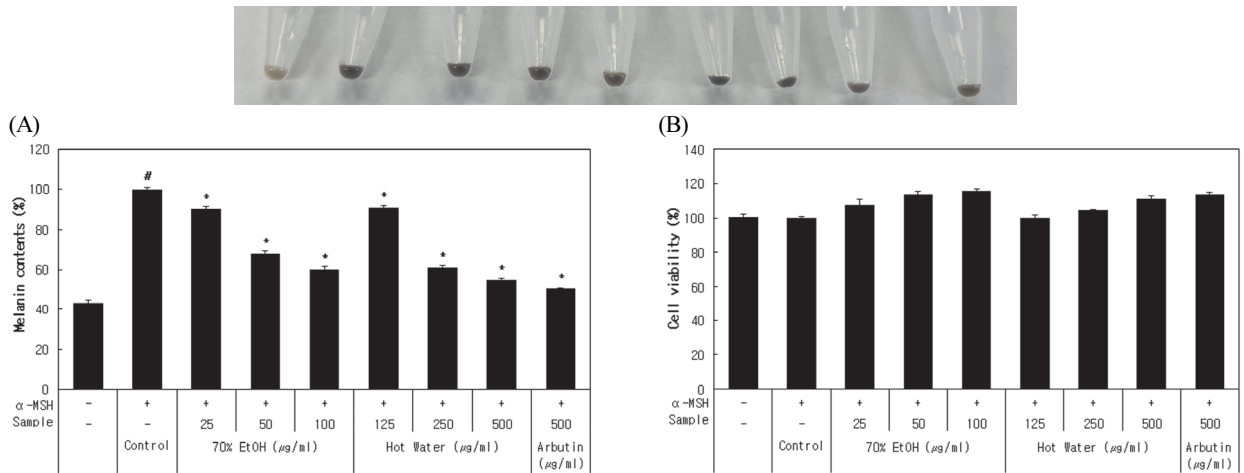 (A)
(B)
120
100
80
60
40
20
0
Melanin contents (%)
# * * * * * * *
α-MSH - + + + + + + + +
Sample - - 25 50 100 125 250 500 500
Control 70% EtOH (μg/ml) Hot Water (μg/ml) Arbutin
(μg/ml)
140
120
100
80
60
40
20
0
Cell viability (%)
α-MSH - + + + + + + + +
Sample - - 25 50 100 125 250 500 500
Control 70% EtOH (μg/ml) Hot Water (μg/ml) Arbutin
(μg/ml)